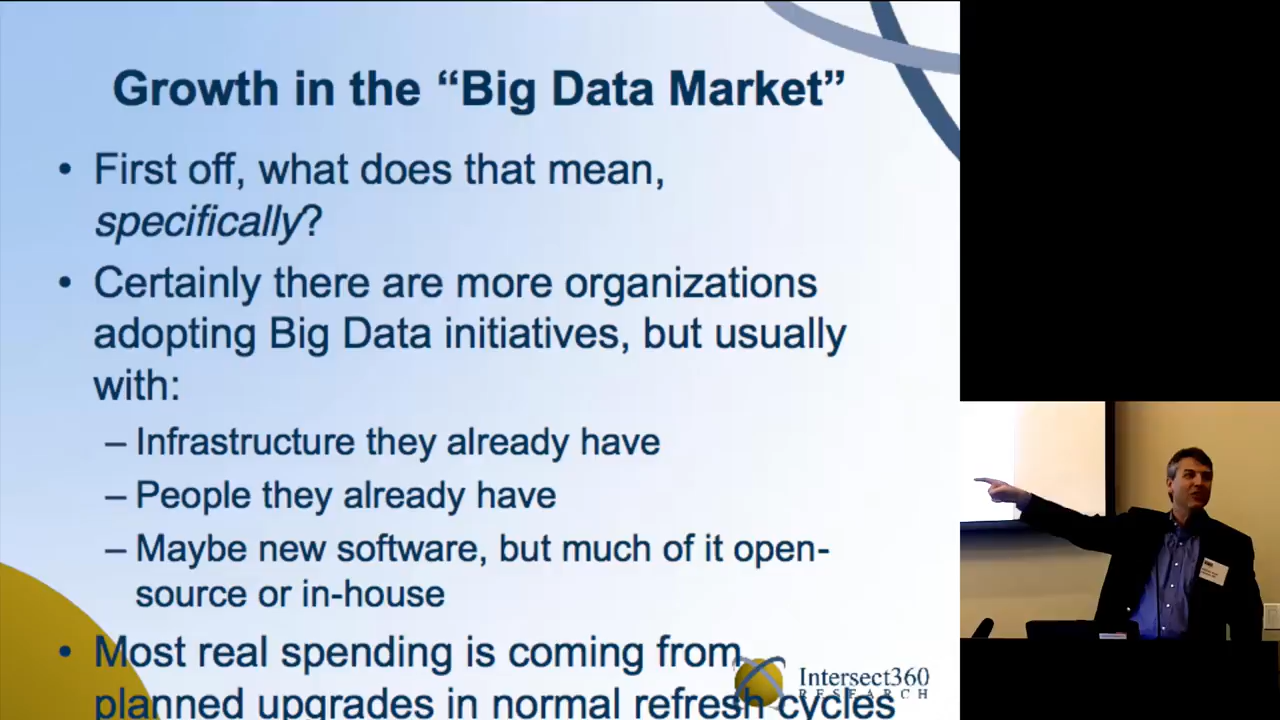 Growth in the “Big Data Market”
• First off, what does that mean,
specifically?
• Certainly there are more organizations
adopting Big Data initiatives, but usually
with:
– Infrastructure they already have
– People they already have
– Maybe new software, but much of it open-
source or in-house
• Most real spending is coming from
planned upgrades in normal refresh cycles
Intersect360
RESEARCH